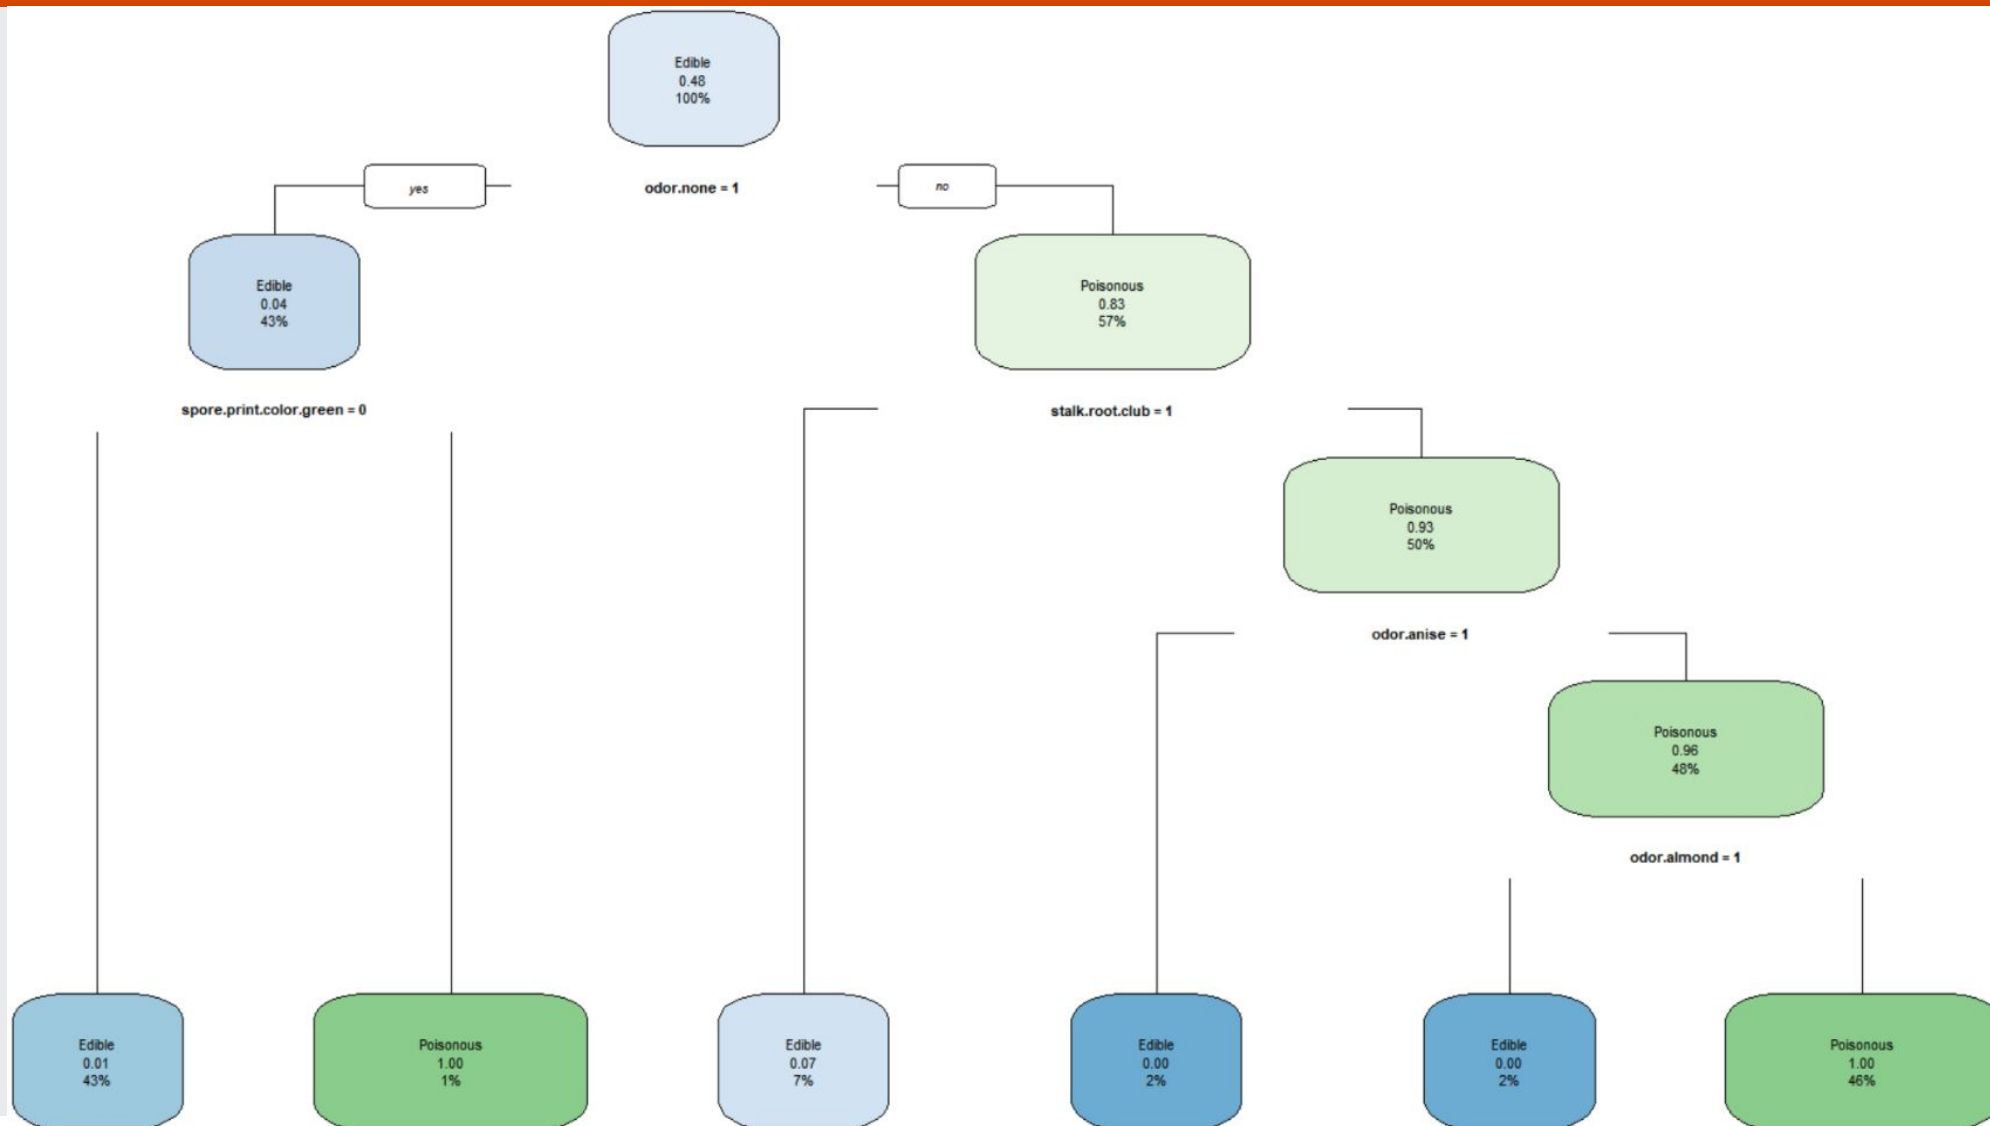 Edible
0.48
100%
yes
odor.none = 1
no
Edible
0.04
43%
Poisonous
0.83
57%
spore.print.color.green = 0
stalk.root.club = 1
Poisonous
0.93
50%
odor.anise = 1
Poisonous
0.96
48%
odor.almond = 1
Edible
0.01
43%
Poisonous
1.00
1%
Edible
0.07
7%
Edible
0.00
2%
Edible
0.00
2%
Poisonous
1.00
46%